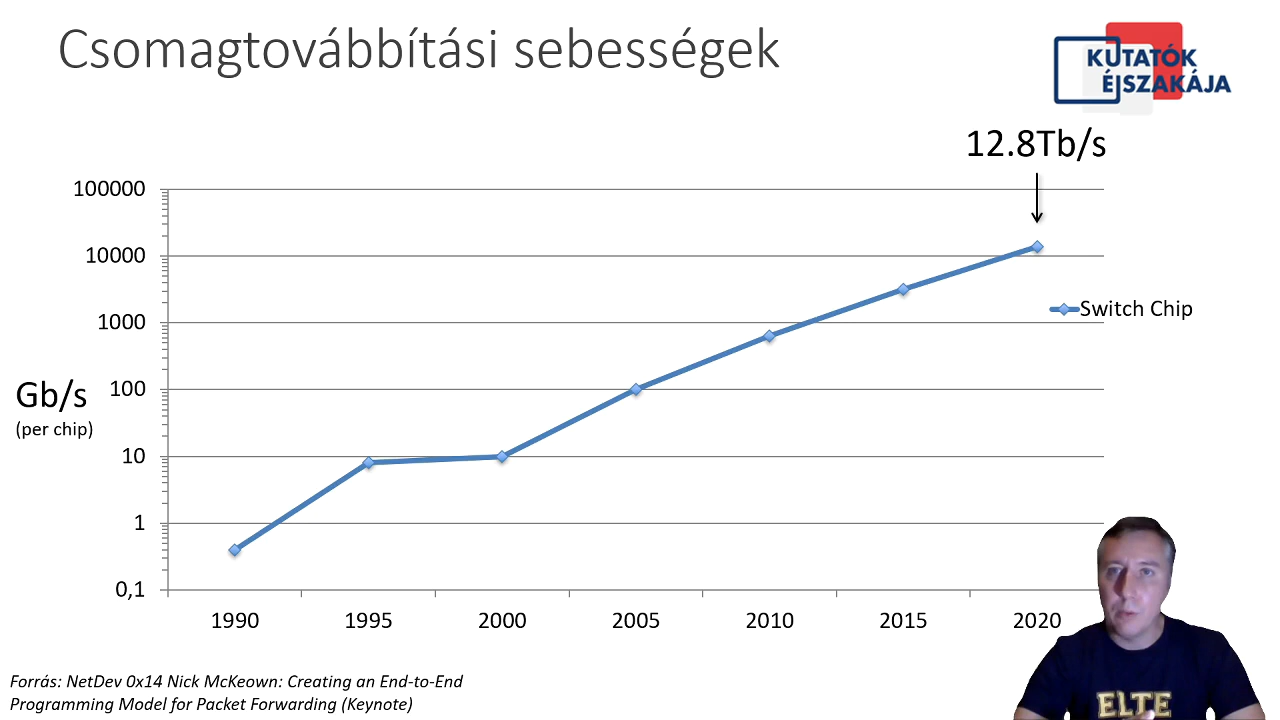 Csomagtovábbítási sebességek
KUTATÓK
ÉJSZAKÁJA
12.8Tb/s
100000
10000
1000
100
10
1
0,1
Gb/s
(per chip)
Switch Chip
1990 1995 2000 2005 2010 2015 2020
Forrás: NetDev 0x14 Nick McKeown: Creating an End-to-End
Programming Model for Packet Forwarding (Keynote)
ELTE